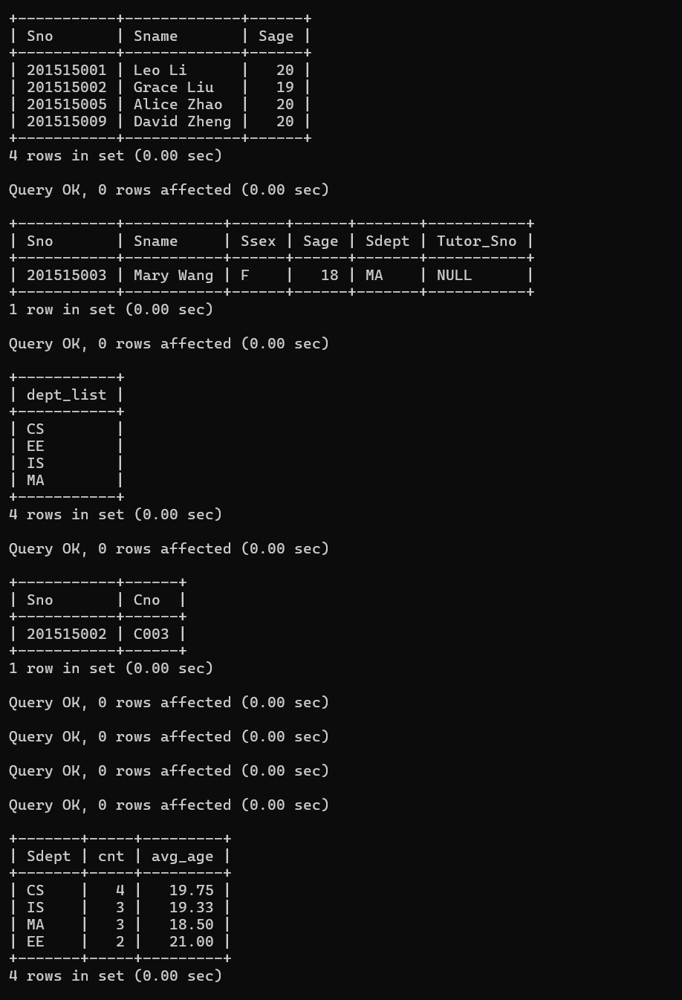 +-----------+-------------+------+
| Sno       | Sname       | Sage |
+-----------+-------------+------+
| 201515001 | Leo Li      |   20 |
| 201515002 | Grace Liu   |   19 |
| 201515005 | Alice Zhao  |   20 |
| 201515009 | David Zheng |   20 |
+-----------+-------------+------+
4 rows in set (0.00 sec)

Query OK, 0 rows affected (0.00 sec)

+-----------+-----------+------+------+-------+-----------+
| Sno       | Sname     | Ssex | Sage | Sdept | Tutor_Sno |
+-----------+-----------+------+------+-------+-----------+
| 201515003 | Mary Wang | F    |   18 | MA    | NULL      |
+-----------+-----------+------+------+-------+-----------+
1 row in set (0.00 sec)

Query OK, 0 rows affected (0.00 sec)

+-----------+
| dept_list |
+-----------+
| CS        |
| EE        |
| IS        |
| MA        |
+-----------+
4 rows in set (0.00 sec)

Query OK, 0 rows affected (0.00 sec)

+-----------+------+
| Sno       | Cno  |
+-----------+------+
| 201515002 | C003 |
+-----------+------+
1 row in set (0.00 sec)

Query OK, 0 rows affected (0.00 sec)

Query OK, 0 rows affected (0.00 sec)

Query OK, 0 rows affected (0.00 sec)

Query OK, 0 rows affected (0.00 sec)

+-------+-----+---------+
| Sdept | cnt | avg_age |
+-------+-----+---------+
| CS    |   4 |   19.75 |
| IS    |   3 |   19.33 |
| MA    |   3 |   18.50 |
| EE    |   2 |   21.00 |
+-------+-----+---------+
4 rows in set (0.00 sec)